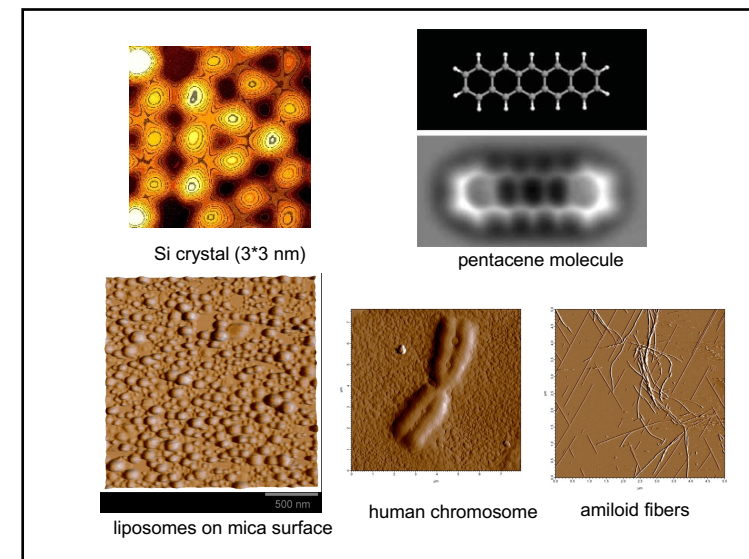 Si crystal (3*3 nm)
pentacene molecule
500 nm
liposomes on mica surface
human chromosome
amiloid fibers